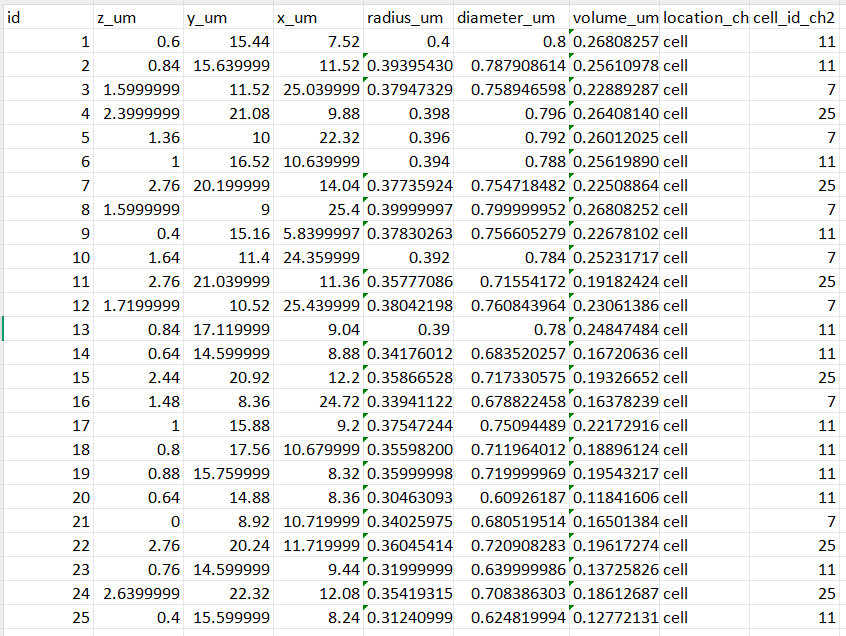 id z_um y_um x_um radius_um diameter_um volume_um location_ch cell_id_ch2
1 0.6 15.44 7.52 0.4 0.8 0.26808257 cell 11
2 0.84 15.639999 11.52 0.39395430 0.787908614 0.25610978 cell 11
3 1.5999999 11.52 25.039999 0.37947329 0.758946598 0.22889287 cell 7
4 2.3999999 21.08 9.88 0.398 0.796 0.26408140 cell 25
5 1.36 10 22.32 0.396 0.792 0.26012025 cell 7
6 1 16.52 10.639999 0.394 0.788 0.25619890 cell 11
7 2.76 20.199999 14.04 0.37735924 0.754718482 0.22508864 cell 25
8 1.5999999 9 25.4 0.39999997 0.799999952 0.26808252 cell 7
9 0.4 15.16 5.8399997 0.37830263 0.756605279 0.22678102 cell 11
10 1.64 11.4 24.359999 0.392 0.784 0.25231717 cell 7
11 2.76 21.039999 11.36 0.35777086 0.71554172 0.19182424 cell 25
12 1.7199999 10.52 25.439999 0.38042198 0.760843964 0.23061386 cell 7
13 0.84 17.119999 9.04 0.39 0.78 0.24847484 cell 11
14 0.64 14.599999 8.88 0.34176012 0.683520257 0.16720636 cell 11
15 2.44 20.92 12.2 0.35866528 0.717330575 0.19326652 cell 25
16 1.48 8.36 24.72 0.33941122 0.678822458 0.16378239 cell 7
17 1 15.88 9.2 0.37547244 0.75094489 0.22172916 cell 11
18 0.8 17.56 10.679999 0.35598200 0.711964012 0.18896124 cell 11
19 0.88 15.759999 8.32 0.35999998 0.719999969 0.19543217 cell 11
20 0.64 14.88 8.36 0.30463093 0.60926187 0.11841606 cell 11
21 0 8.92 10.719999 0.34025975 0.680519514 0.16501384 cell 7
22 2.76 20.24 11.719999 0.36045414 0.720908283 0.19617274 cell 25
23 0.76 14.599999 9.44 0.31999999 0.639999986 0.13725826 cell 11
24 2.6399999 22.32 12.08 0.35419315 0.708386303 0.18612687 cell 25
25 0.4 15.599999 8.24 0.31240999 0.624819994 0.12772131 cell 11